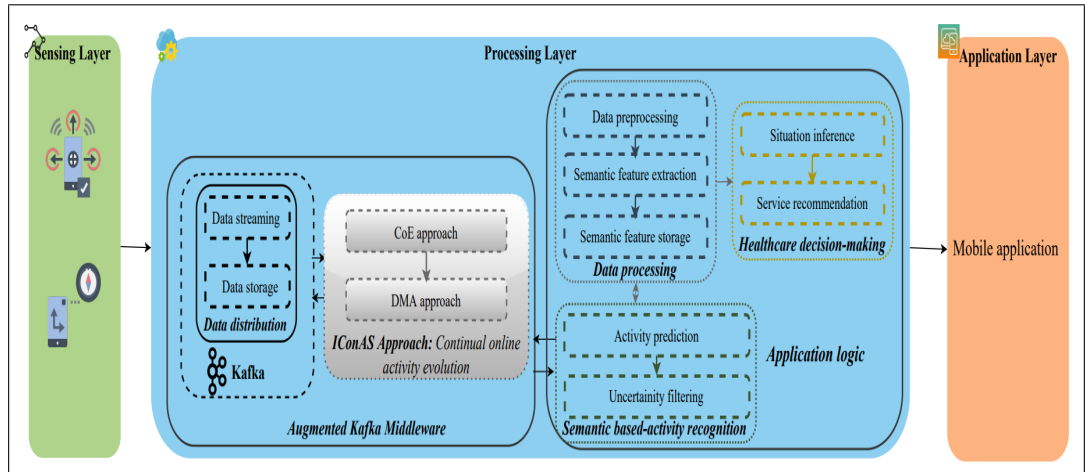 Sensing Layer
Processing Layer
Application Layer
Data streaming
Data storage
Data distribution
Kafka
CoE approach
DMA approach
IConAS Approach: Continual online
activity evolution
Augmented Kafka Middleware
Data preprocessing
Semantic feature extraction
Semantic feature storage
Data processing
Situation inference
Service recommendation
Healthcare decision-making
Activity prediction
Uncertainity filtering
Semantic based-activity recognition
Application logic
Mobile application